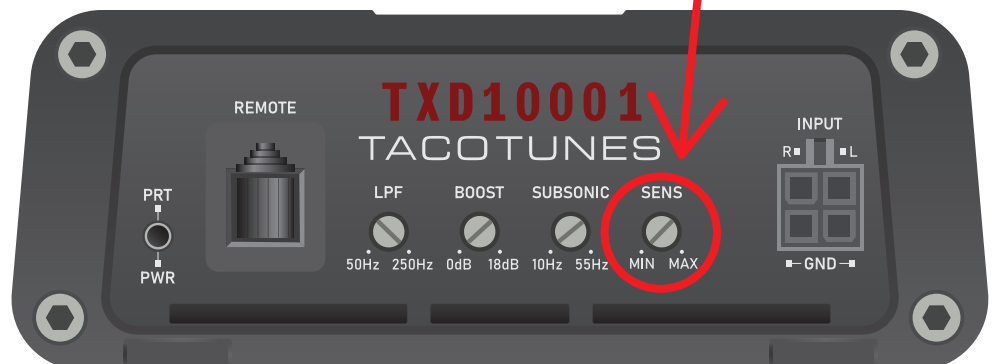 TXD10001
TACOTUNES
REMOTE
PRT
PWR
LPF
50Hz 250Hz
BOOST
0dB 18dB
SUBSONIC
10Hz 55Hz
SENS
MIN MAX
INPUT
R L
GND